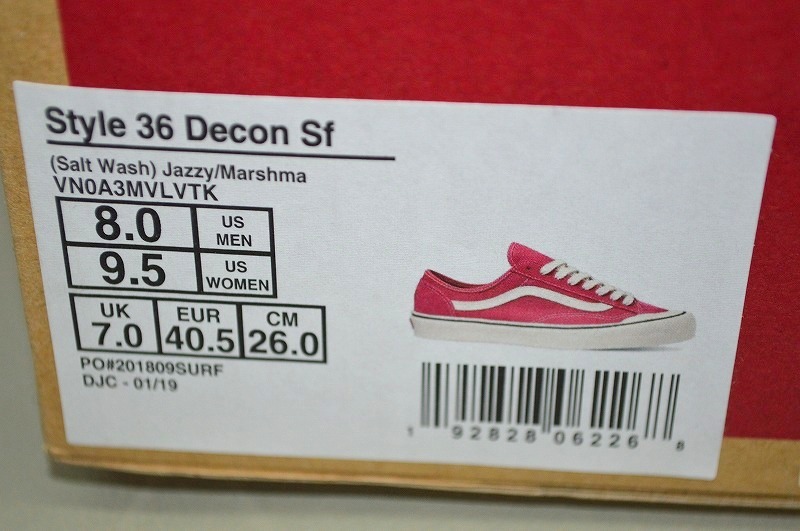 Style 36 Decon Sf
(Salt Wash) Jazzy/Marshma
VN0A3MVLVTK
8.0 US MEN
9.5 US WOMEN
UK EUR CM
7.0 40.5 26.0
PO#201809SURF
DJC - 01/19
1 92828 06226 8